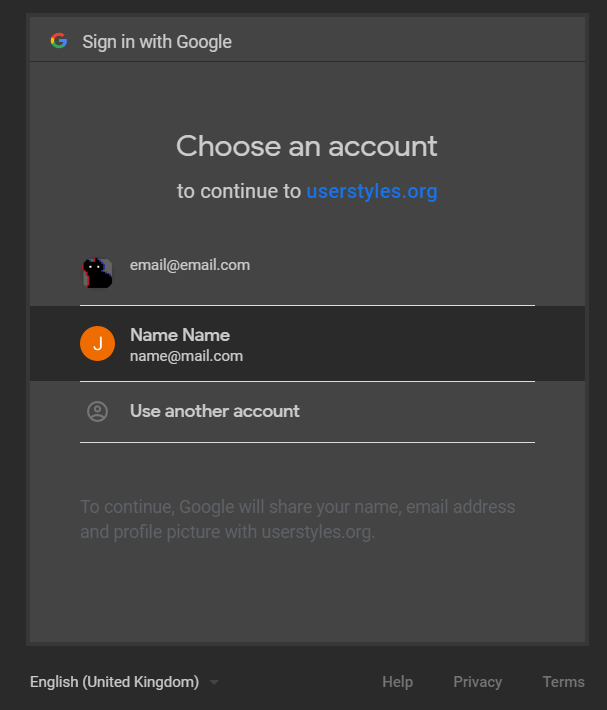 Sign in with Google
Choose an account
to continue to userstyles.org
email@email.com
J
Name Name
name@mail.com
Use another account
To continue, Google will share your name, email address
and profile picture with userstyles.org.
English (United Kingdom)
Help
Privacy
Terms